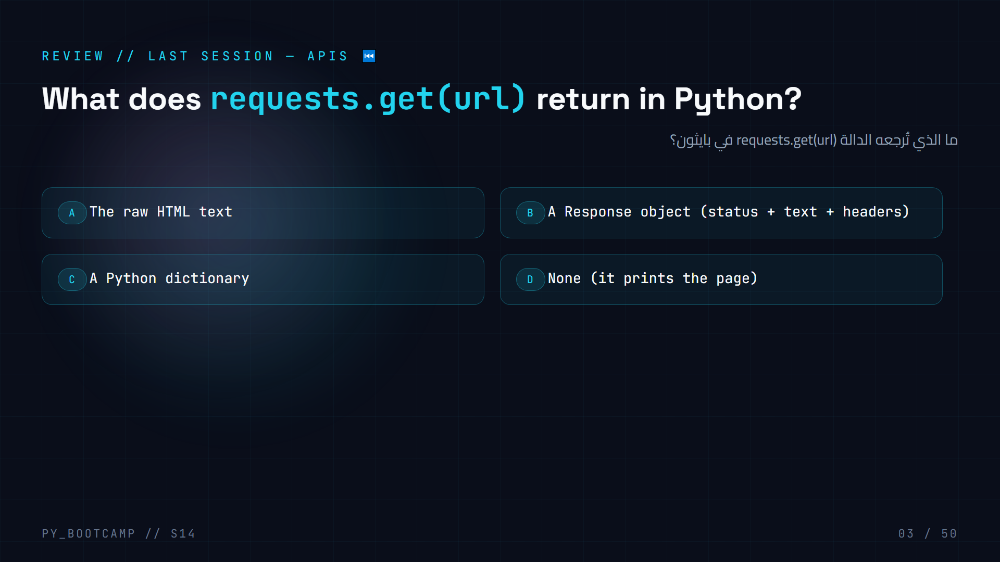 REVIEW // LAST SESSION — APIS ⏮
What does requests.get(url) return in Python?
ما الذي تُرجعه الدالة requests.get(url) في بايثون؟
A The raw HTML text
B A Response object (status + text + headers)
C A Python dictionary
D None (it prints the page)
PY_BOOTCAMP // S14
03 / 50